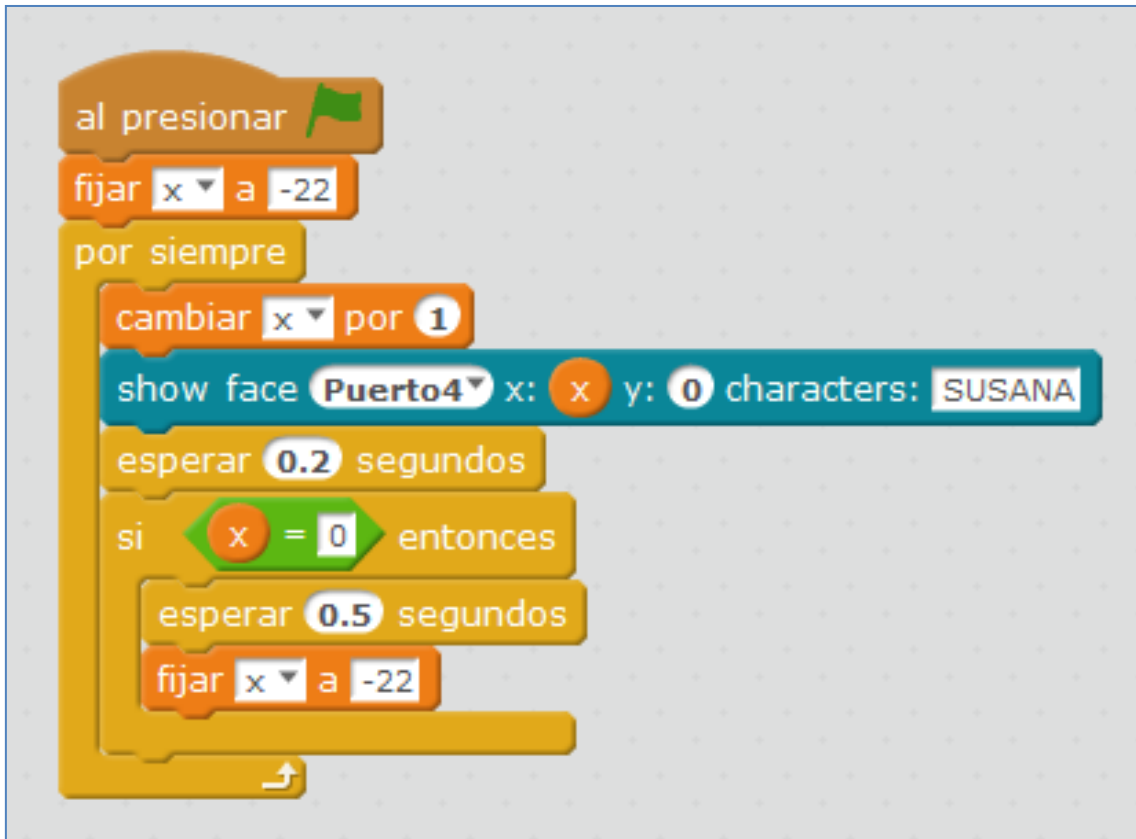 al presionar
fijar x a -22
por siempre
cambiar x por 1
show face Puerto4 x: x y: 0 characters: SUSANA
esperar 0.2 segundos
si x = 0 entonces
esperar 0.5 segundos
fijar x a -22